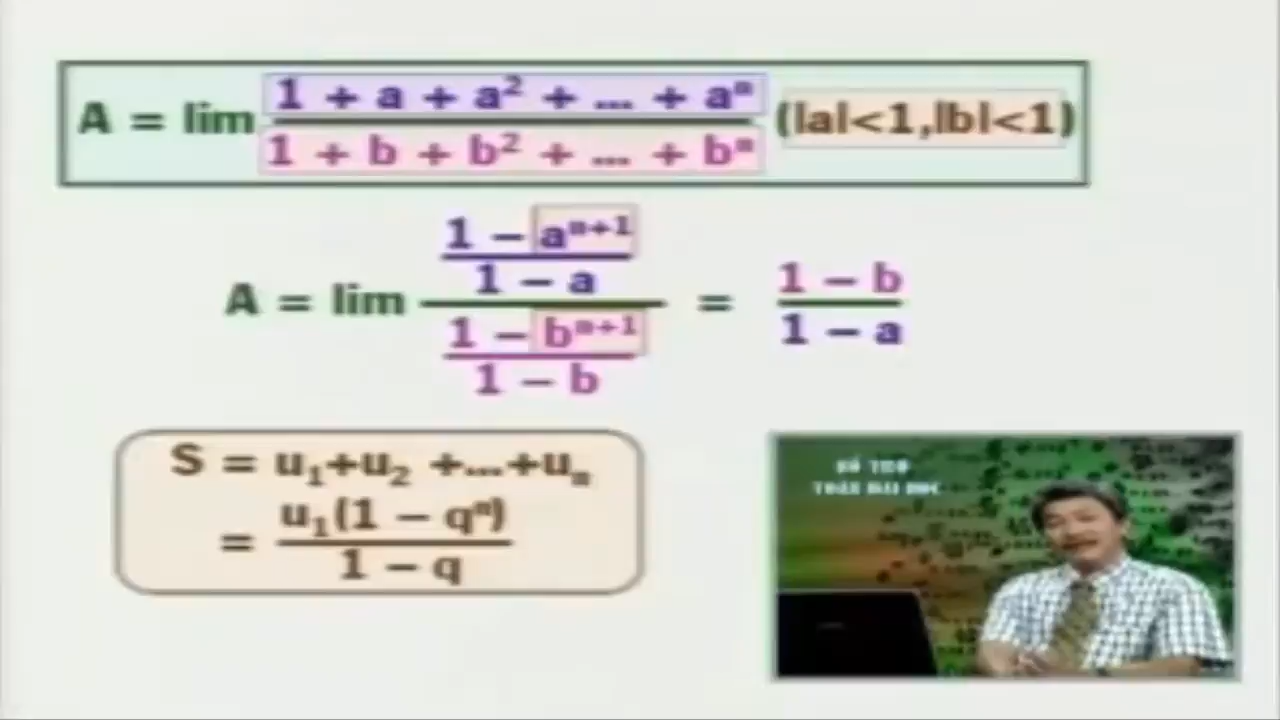 A = lim (1 + a + a² + ... + aⁿ)/(1 + b + b² + ... + bⁿ) (|a|<1,|b|<1)
A = lim ((1 − aⁿ⁺¹)/(1 − a))/((1 − bⁿ⁺¹)/(1 − b)) = (1 − b)/(1 − a)
S = u₁+u₂ +...+uₙ
= u₁(1 − qⁿ)/(1 − q)